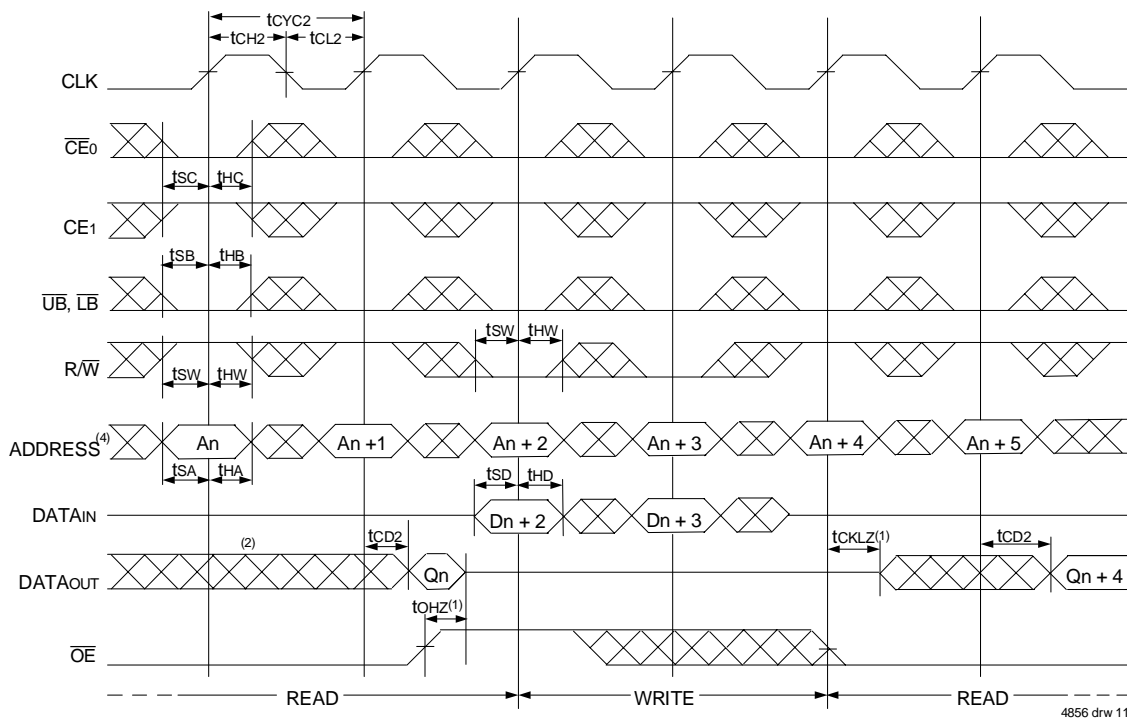 tCYC2
tCH2 tCL2
CLK
CE0
tSC tHC
CE1
tSB tHB
UB, LB
tSW tHW
R/W
tSW tHW
ADDRESS(4) An An +1 An + 2 An + 3 An + 4 An + 5
tSA tHA
tSD tHD
DATAIN Dn + 2 Dn + 3
tCD2 tCKLZ(1) tCD2
(2)
DATAOUT Qn Qn + 4
tOHZ(1)
OE
READ WRITE READ
4856 drw 11